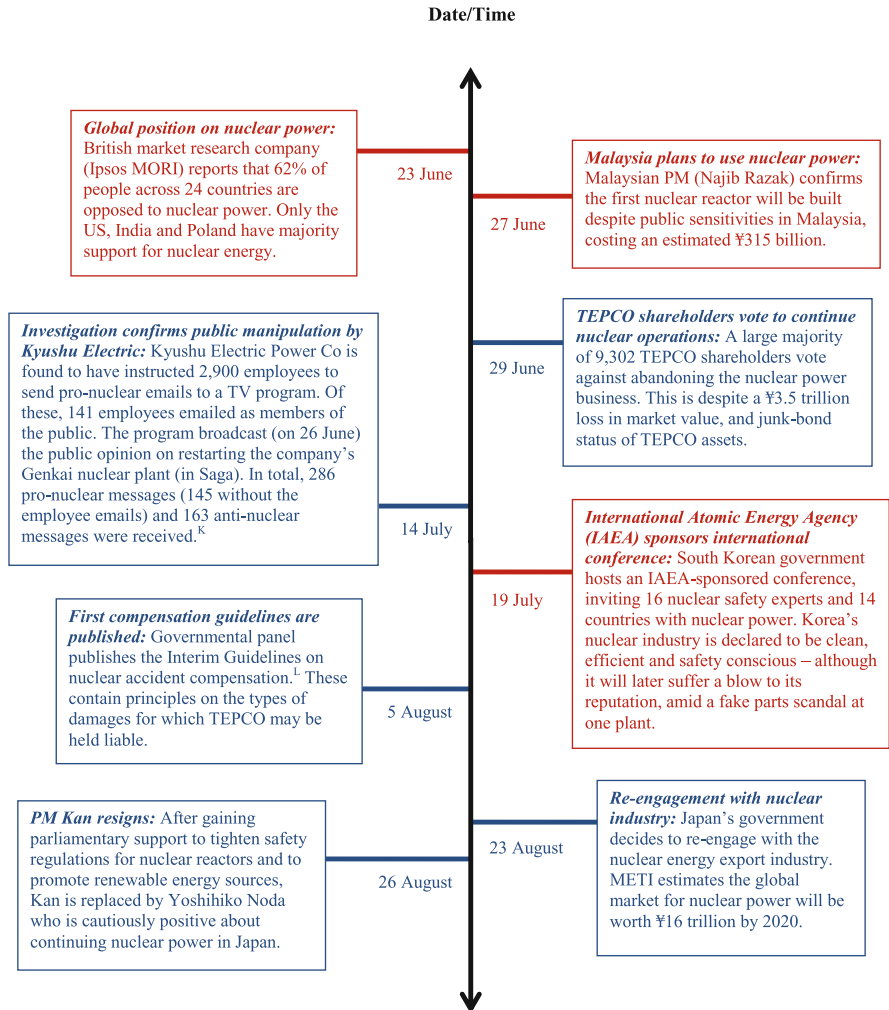 Date/Time
Global position on nuclear power:
British market research company
(Ipsos MORI) reports that 62% of
people across 24 countries are
opposed to nuclear power. Only the
US, India and Poland have majority
support for nuclear energy.
23 June
Malaysia plans to use nuclear power:
Malaysian PM (Najib Razak) confirms
the first nuclear reactor will be built
despite public sensitivities in Malaysia,
costing an estimated ¥315 billion.
27 June
TEPCO shareholders vote to continue
nuclear operations: A large majority
of 9,302 TEPCO shareholders vote
against abandoning the nuclear power
business. This is despite a ¥3.5 trillion
loss in market value, and junk-bond
status of TEPCO assets.
29 June
Investigation confirms public manipulation by
Kyushu Electric: Kyushu Electric Power Co is
found to have instructed 2,900 employees to
send pro-nuclear emails to a TV program. Of
these, 141 employees emailed as members of
the public. The program broadcast (on 26 June)
the public opinion on restarting the company's
Genkai nuclear plant (in Saga). In total, 286
pro-nuclear messages (145 without the
employee emails) and 163 anti-nuclear
messages were received.K
14 July
International Atomic Energy Agency
(IAEA) sponsors international
conference: South Korean government
hosts an IAEA-sponsored conference,
inviting 16 nuclear safety experts and 14
countries with nuclear power. Korea's
nuclear industry is declared to be clean,
efficient and safety conscious – although
it will later suffer a blow to its
reputation, amid a fake parts scandal at
one plant.
19 July
First compensation guidelines are
published: Governmental panel
publishes the Interim Guidelines on
nuclear accident compensation.L These
contain principles on the types of
damages for which TEPCO may be
held liable.
5 August
Re-engagement with nuclear
industry: Japan's government
decides to re-engage with the
nuclear energy export industry.
METI estimates the global
market for nuclear power will be
worth ¥16 trillion by 2020.
23 August
PM Kan resigns: After gaining
parliamentary support to tighten safety
regulations for nuclear reactors and to
promote renewable energy sources,
Kan is replaced by Yoshihiko Noda
who is cautiously positive about
continuing nuclear power in Japan.
26 August